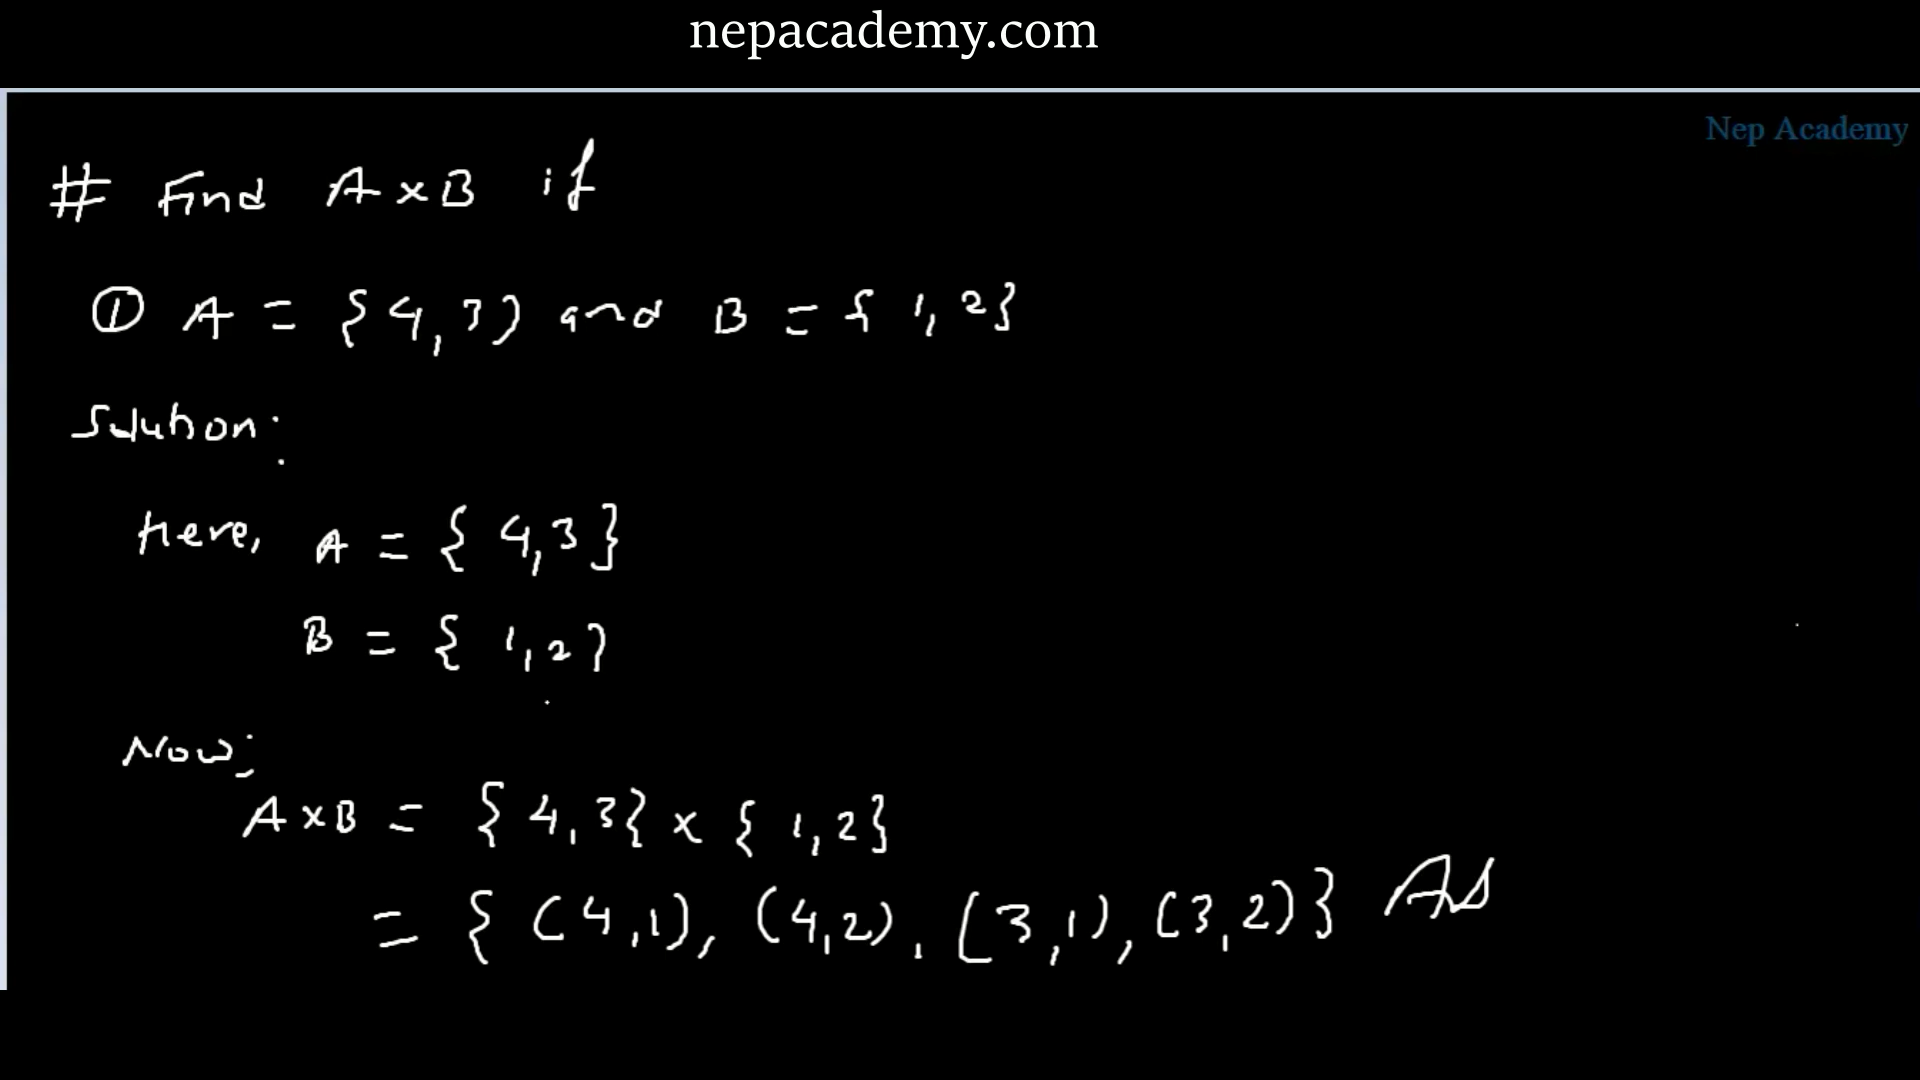 nepacademy.com
Nep Academy
# Find A×B if
① A = {4,3} and B = {1,2}
Solution:
Here, A = {4,3}
B = {1,2}
Now;
A×B = {4,3} × {1,2}
= {(4,1), (4,2), (3,1), (3,2)} As